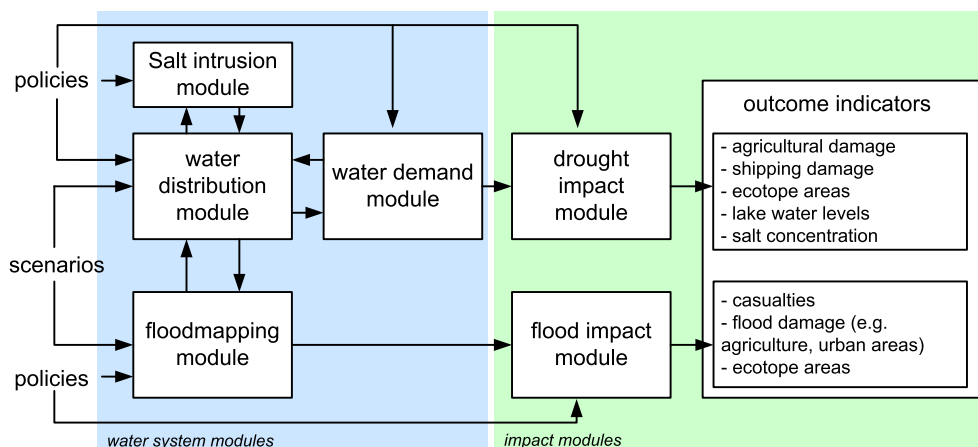 policies
Salt intrusion
module
water
distribution
module
water demand
module
drought
impact
module
outcome indicators
- agricultural damage
- shipping damage
- ecotope areas
- lake water levels
- salt concentration
scenarios
floodmapping
module
flood impact
module
- casualties
- flood damage (e.g.
agriculture, urban areas)
- ecotope areas
policies
water system modules
impact modules